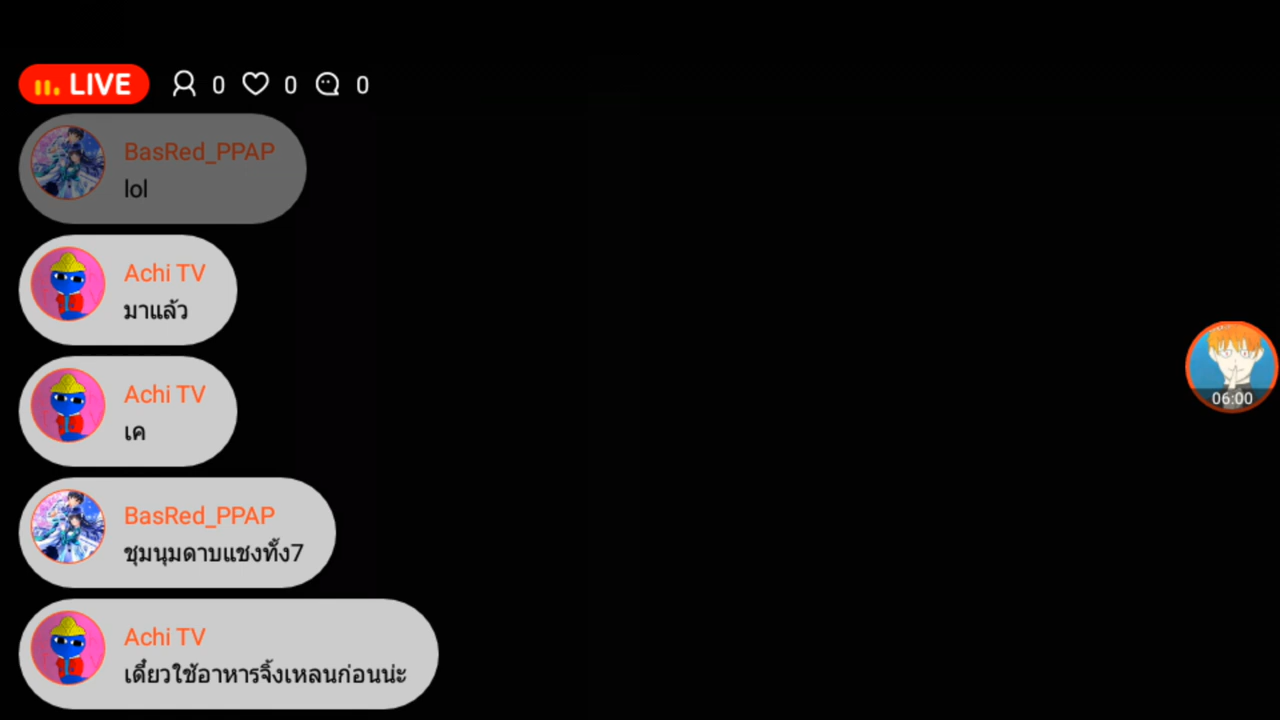 LIVE 0 0 0
BasRed_PPAP
lol
Achi TV
มาแล้ว
Achi TV
เค
BasRed_PPAP
ชุมนุมดาบแชงทั้ง7
Achi TV
เดี๋ยวใช้อาหารจิ้งเหลนก่อนน่ะ
06:00